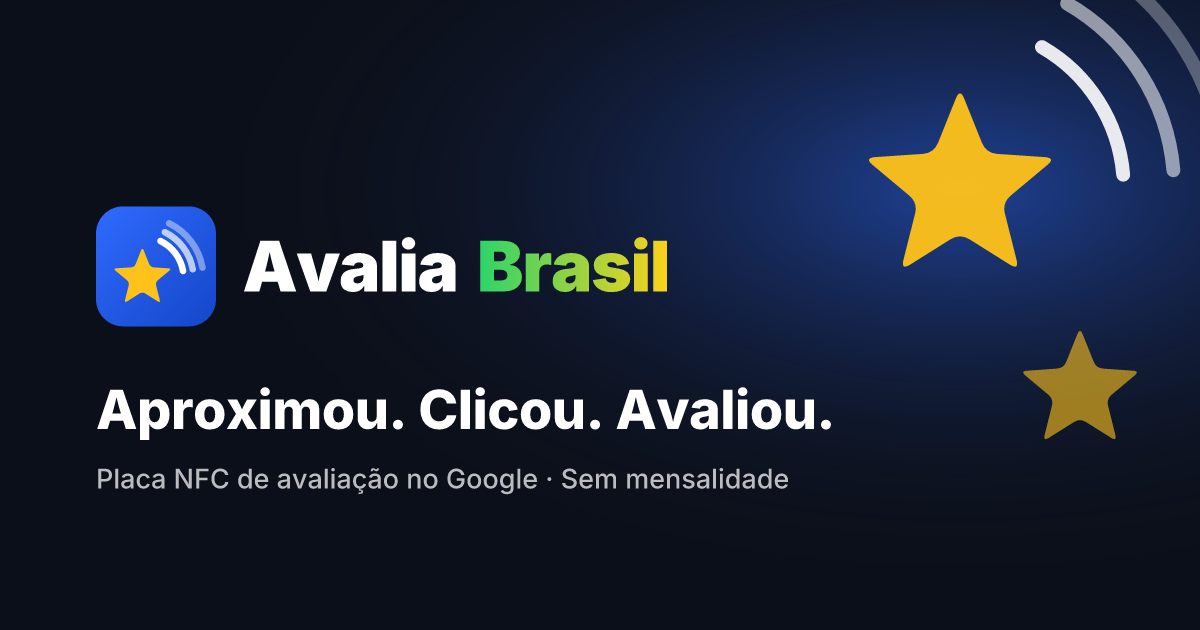 Avalia Brasil
Aproximou. Clicou. Avaliou.
Placa NFC de avaliação no Google · Sem mensalidade